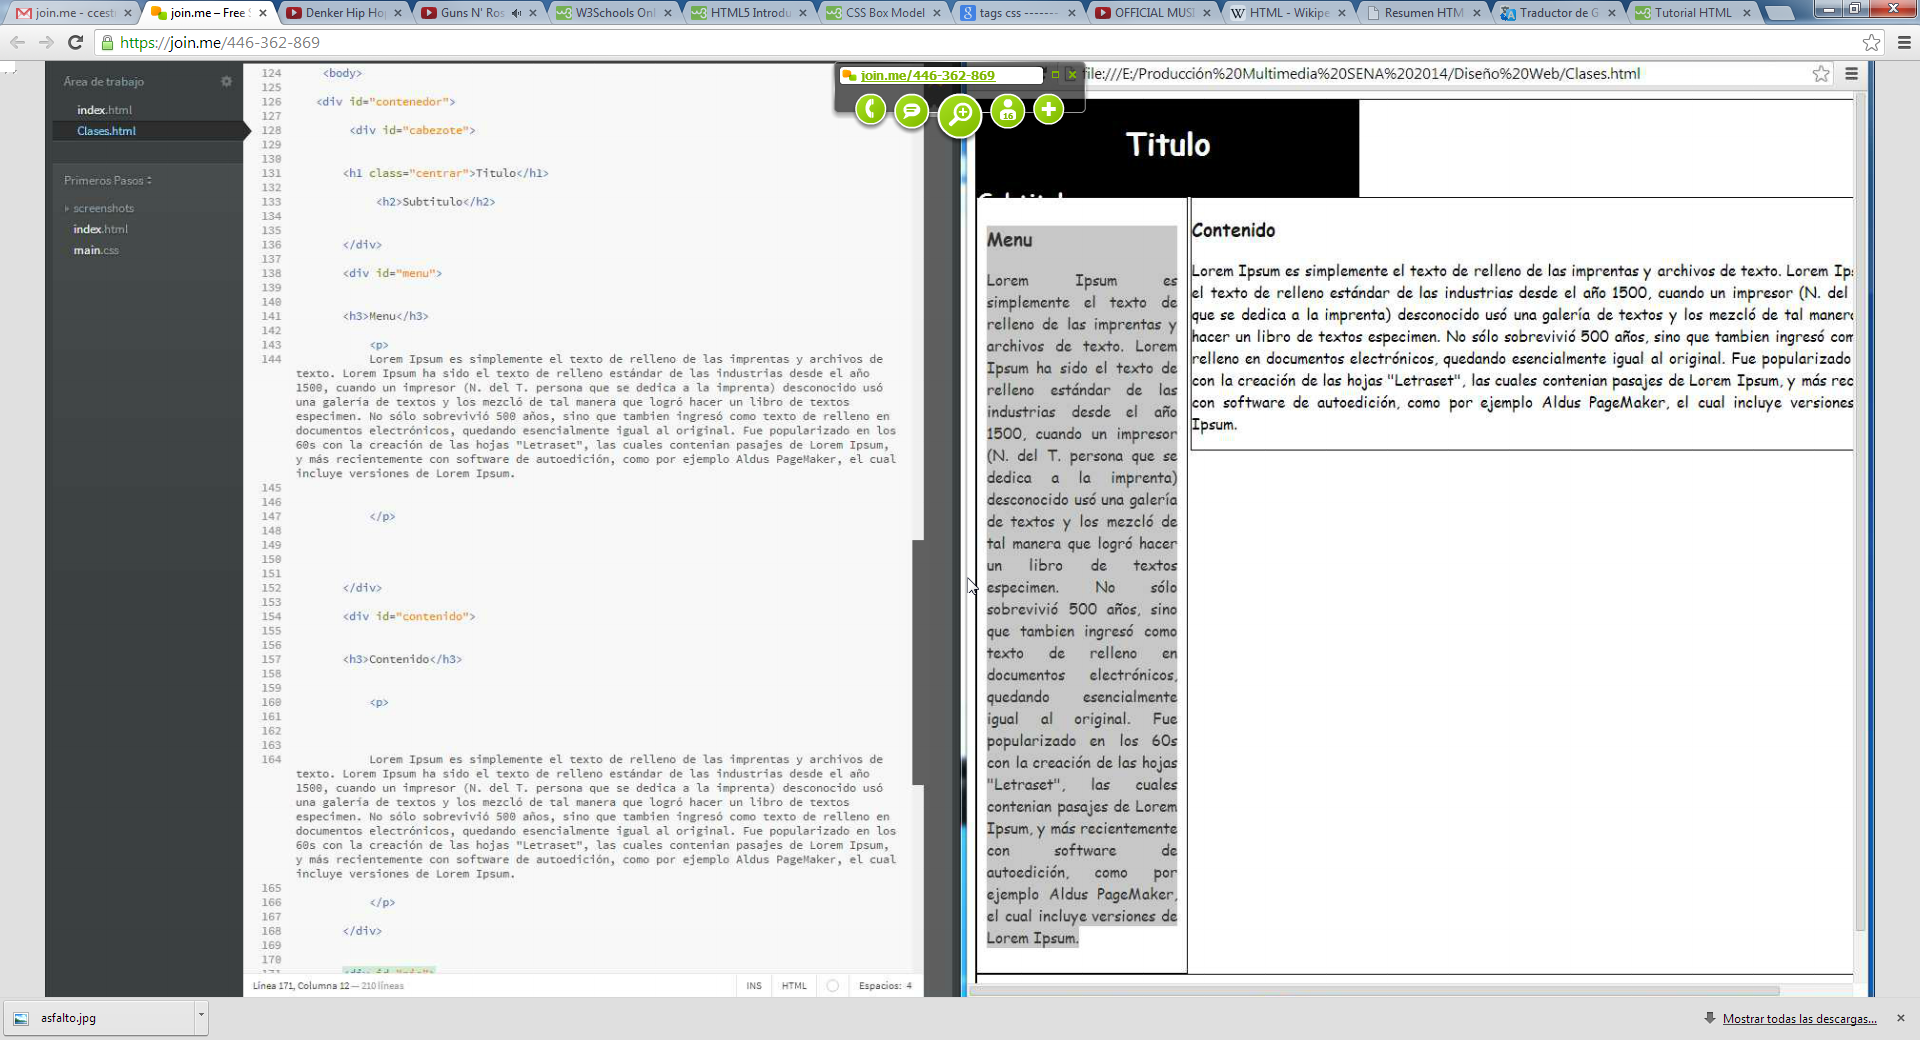 join.me - ccest
join.me – Free S
Denker Hip Ho
Guns N' Ros
W3Schools Onl
HTML5 Introdu
CSS Box Model
tags css -------
OFFICIAL MUSI
HTML - Wikipe
Resumen HTM
Traductor de G
Tutorial HTML
https://join.me/446-362-869
Área de trabajo
index.html
Clases.html
Primeros Pasos
screenshots
index.html
main.css
124 <body>
125
126 <div id="contenedor">
127
128 <div id="cabezote">
129
130
131 <h1 class="centrar">Titulo</h1>
132
133 <h2>Subtitulo</h2>
134
135
136 </div>
137
138 <div id="menu">
139
140
141 <h3>Menu</h3>
142
143 <p>
144 Lorem Ipsum es simplemente el texto de relleno de las imprentas y archivos de
texto. Lorem Ipsum ha sido el texto de relleno estándar de las industrias desde el año
1500, cuando un impresor (N. del T. persona que se dedica a la imprenta) desconocido usó
una galería de textos y los mezcló de tal manera que logró hacer un libro de textos
especimen. No sólo sobrevivió 500 años, sino que tambien ingresó como texto de relleno en
documentos electrónicos, quedando esencialmente igual al original. Fue popularizado en los
60s con la creación de las hojas "Letraset", las cuales contenian pasajes de Lorem Ipsum,
y más recientemente con software de autoedición, como por ejemplo Aldus PageMaker, el cual
incluye versiones de Lorem Ipsum.
145
146
147 </p>
148
149
150
151
152 </div>
153
154 <div id="contenido">
155
156
157 <h3>Contenido</h3>
158
159
160 <p>
161
162
163
164 Lorem Ipsum es simplemente el texto de relleno de las imprentas y archivos de
texto. Lorem Ipsum ha sido el texto de relleno estándar de las industrias desde el año
1500, cuando un impresor (N. del T. persona que se dedica a la imprenta) desconocido usó
una galería de textos y los mezcló de tal manera que logró hacer un libro de textos
especimen. No sólo sobrevivió 500 años, sino que tambien ingresó como texto de relleno en
documentos electrónicos, quedando esencialmente igual al original. Fue popularizado en los
60s con la creación de las hojas "Letraset", las cuales contenian pasajes de Lorem Ipsum,
y más recientemente con software de autoedición, como por ejemplo Aldus PageMaker, el cual
incluye versiones de Lorem Ipsum.
165
166 </p>
167
168 </div>
169
170
Línea 171, Columna 12 — 210 líneas
INS
HTML
Espacios: 4
join.me/446-362-869
16
file:///E:/Producción%20Multimedia%20SENA%202014/Diseño%20Web/Clases.html
Titulo
Menu
Lorem Ipsum es
simplemente el texto de
relleno de las imprentas y
archivos de texto. Lorem
Ipsum ha sido el texto de
relleno estándar de las
industrias desde el año
1500, cuando un impresor
(N. del T. persona que se
dedica a la imprenta)
desconocido usó una galería
de textos y los mezcló de
tal manera que logró hacer
un libro de textos
especimen. No sólo
sobrevivió 500 años, sino
que tambien ingresó como
texto de relleno en
documentos electrónicos,
quedando esencialmente
igual al original. Fue
popularizado en los 60s
con la creación de las hojas
"Letraset", las cuales
contenian pasajes de Lorem
Ipsum, y más recientemente
con software de
autoedición, como por
ejemplo Aldus PageMaker,
el cual incluye versiones de
Lorem Ipsum.
Contenido
Lorem Ipsum es simplemente el texto de relleno de las imprentas y archivos de texto. Lorem Ips
el texto de relleno estándar de las industrias desde el año 1500, cuando un impresor (N. del
que se dedica a la imprenta) desconocido usó una galería de textos y los mezcló de tal manera
hacer un libro de textos especimen. No sólo sobrevivió 500 años, sino que tambien ingresó com
relleno en documentos electrónicos, quedando esencialmente igual al original. Fue popularizado
con la creación de las hojas "Letraset", las cuales contenian pasajes de Lorem Ipsum, y más rec
con software de autoedición, como por ejemplo Aldus PageMaker, el cual incluye versiones
Ipsum.
asfalto.jpg
Mostrar todas las descargas...